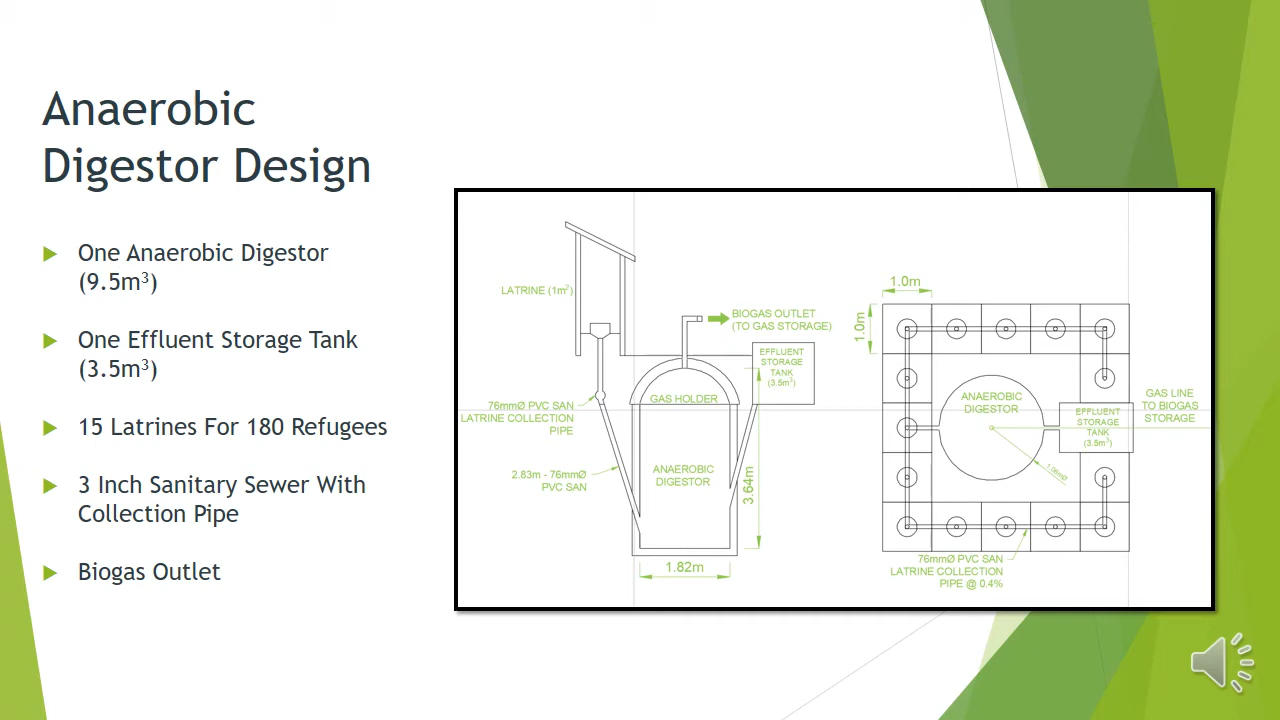 Anaerobic
Digestor Design
One Anaerobic Digestor
(9.5m³)
One Effluent Storage Tank
(3.5m³)
15 Latrines For 180 Refugees
3 Inch Sanitary Sewer With
Collection Pipe
Biogas Outlet
LATRINE (1m²)
BIOGAS OUTLET
(TO GAS STORAGE)
EFFLUENT
STORAGE
TANK
(3.5m³)
GAS HOLDER
76mmØ PVC SAN
LATRINE COLLECTION
PIPE
2.83m - 76mmØ
PVC SAN
ANAEROBIC
DIGESTOR
3.64m
1.82m
1.0m
1.0m
ANAEROBIC
DIGESTOR
EFFLUENT
STORAGE
TANK
(3.5m³)
GAS LINE
TO BIOGAS
STORAGE
76mmØ PVC SAN
LATRINE COLLECTION
PIPE @ 0.4%